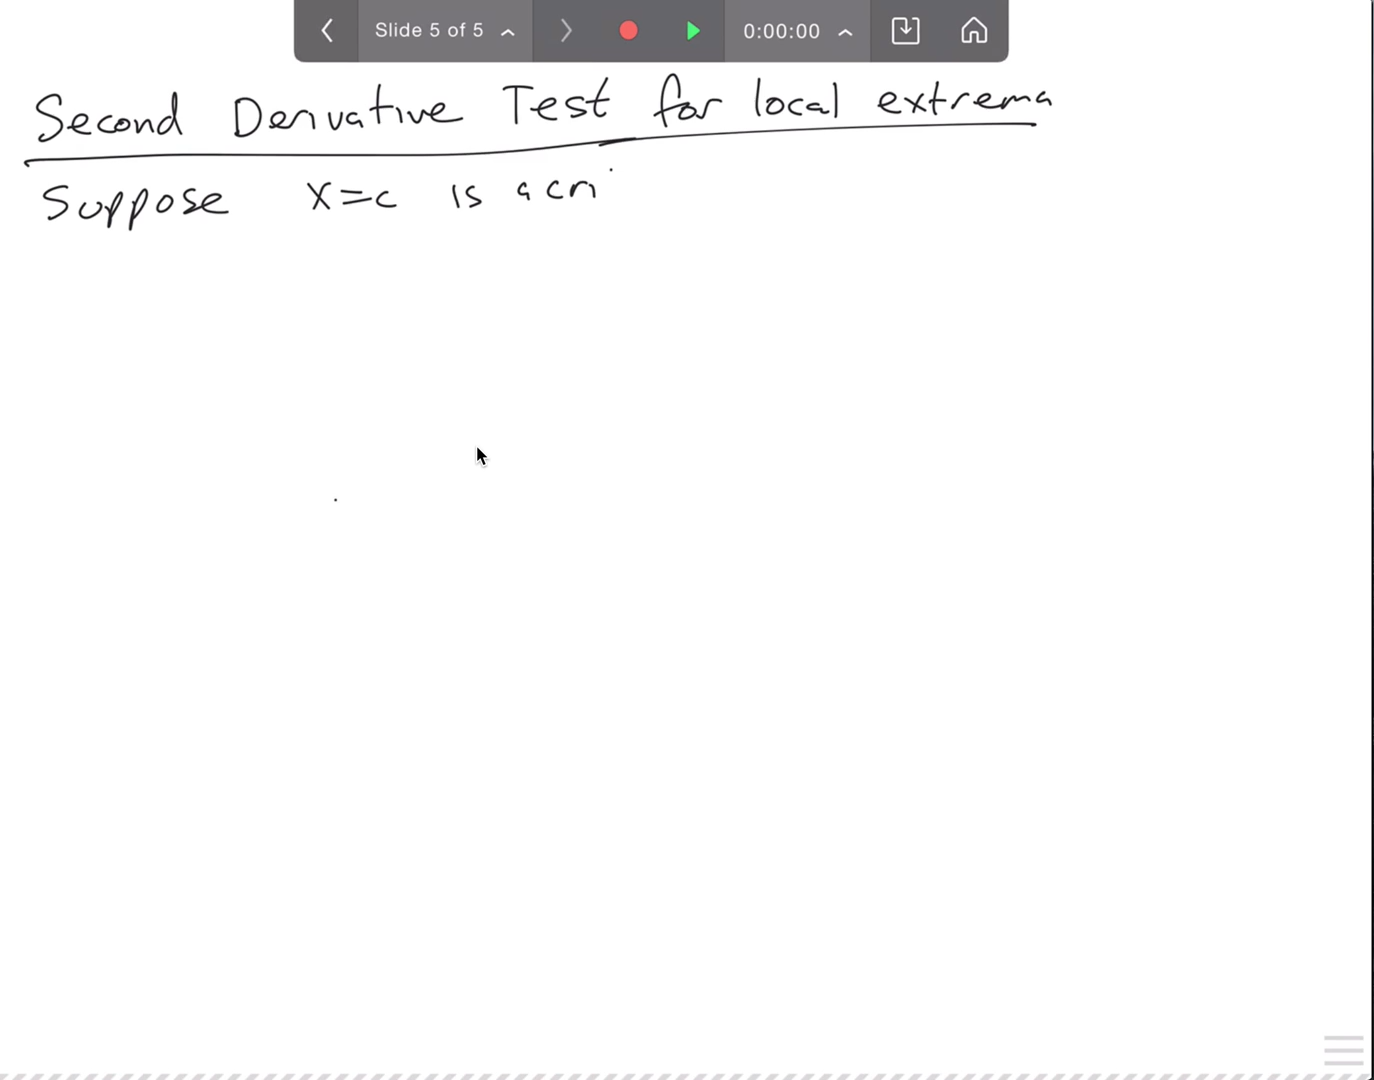 Slide 5 of 5 0:00:00
Second Derivative Test for local extrema
Suppose x=c is a cri